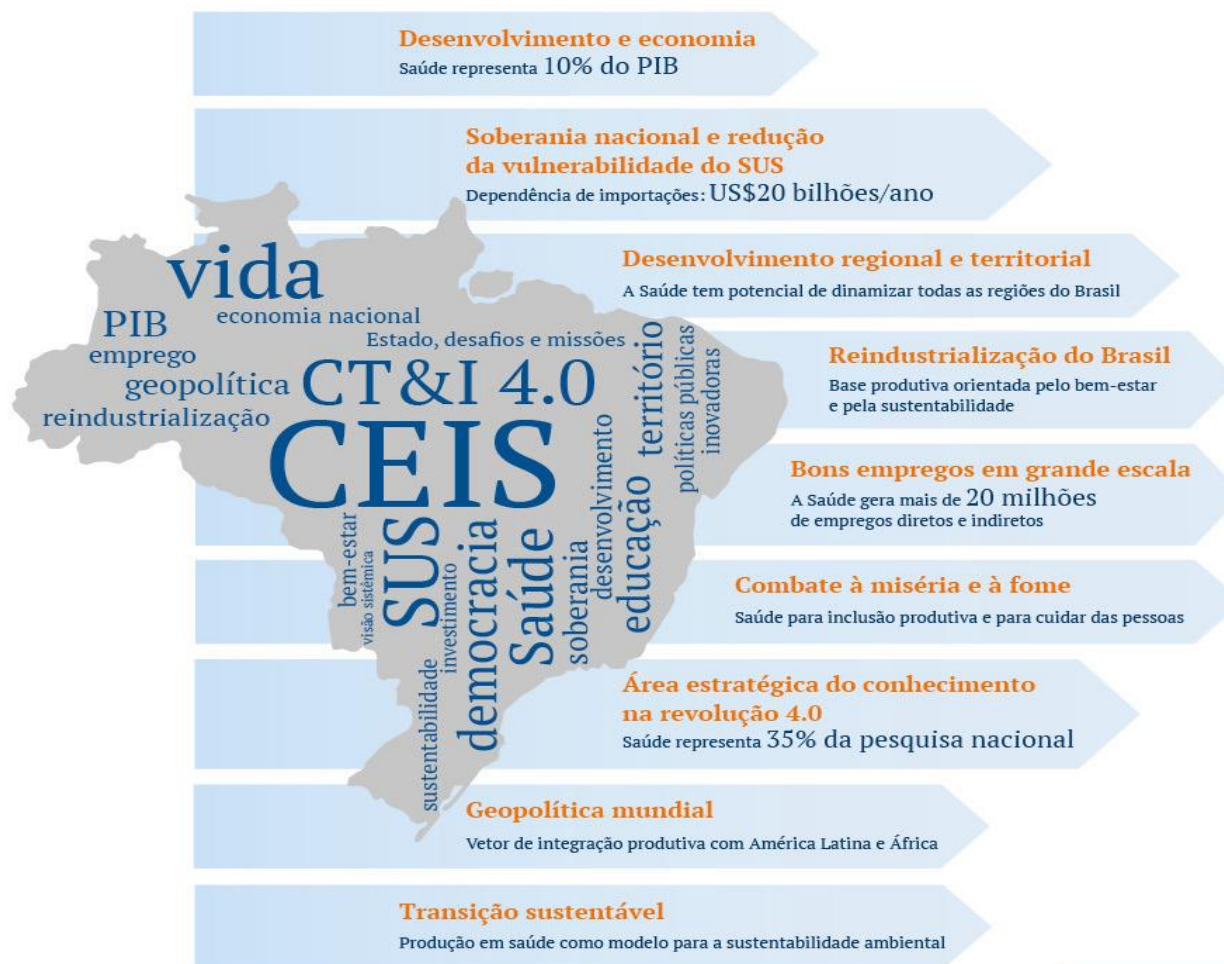 Desenvolvimento e economia
Saúde representa 10% do PIB
Soberania nacional e redução
da vulnerabilidade do SUS
Dependência de importações: US$20 bilhões/ano
Desenvolvimento regional e territorial
A Saúde tem potencial de dinamizar todas as regiões do Brasil
Reindustrialização do Brasil
Base produtiva orientada pelo bem-estar
e pela sustentabilidade
Bons empregos em grande escala
A Saúde gera mais de 20 milhões
de empregos diretos e indiretos
Combate à miséria e à fome
Saúde para inclusão produtiva e para cuidar das pessoas
Área estratégica do conhecimento
na revolução 4.0
Saúde representa 35% da pesquisa nacional
Geopolítica mundial
Vetor de integração produtiva com América Latina e África
Transição sustentável
Produção em saúde como modelo para a sustentabilidade ambiental
vida
economia nacional
PIB
emprego
Estado, desafios e missões
geopolítica
CT&I 4.0
reindustrialização
CEIS
território
políticas públicas
inovadoras
bem-estar
visão sistêmica
SUS
investimento
democracia
Saúde
soberania
desenvolvimento
educação
sustentabilidade